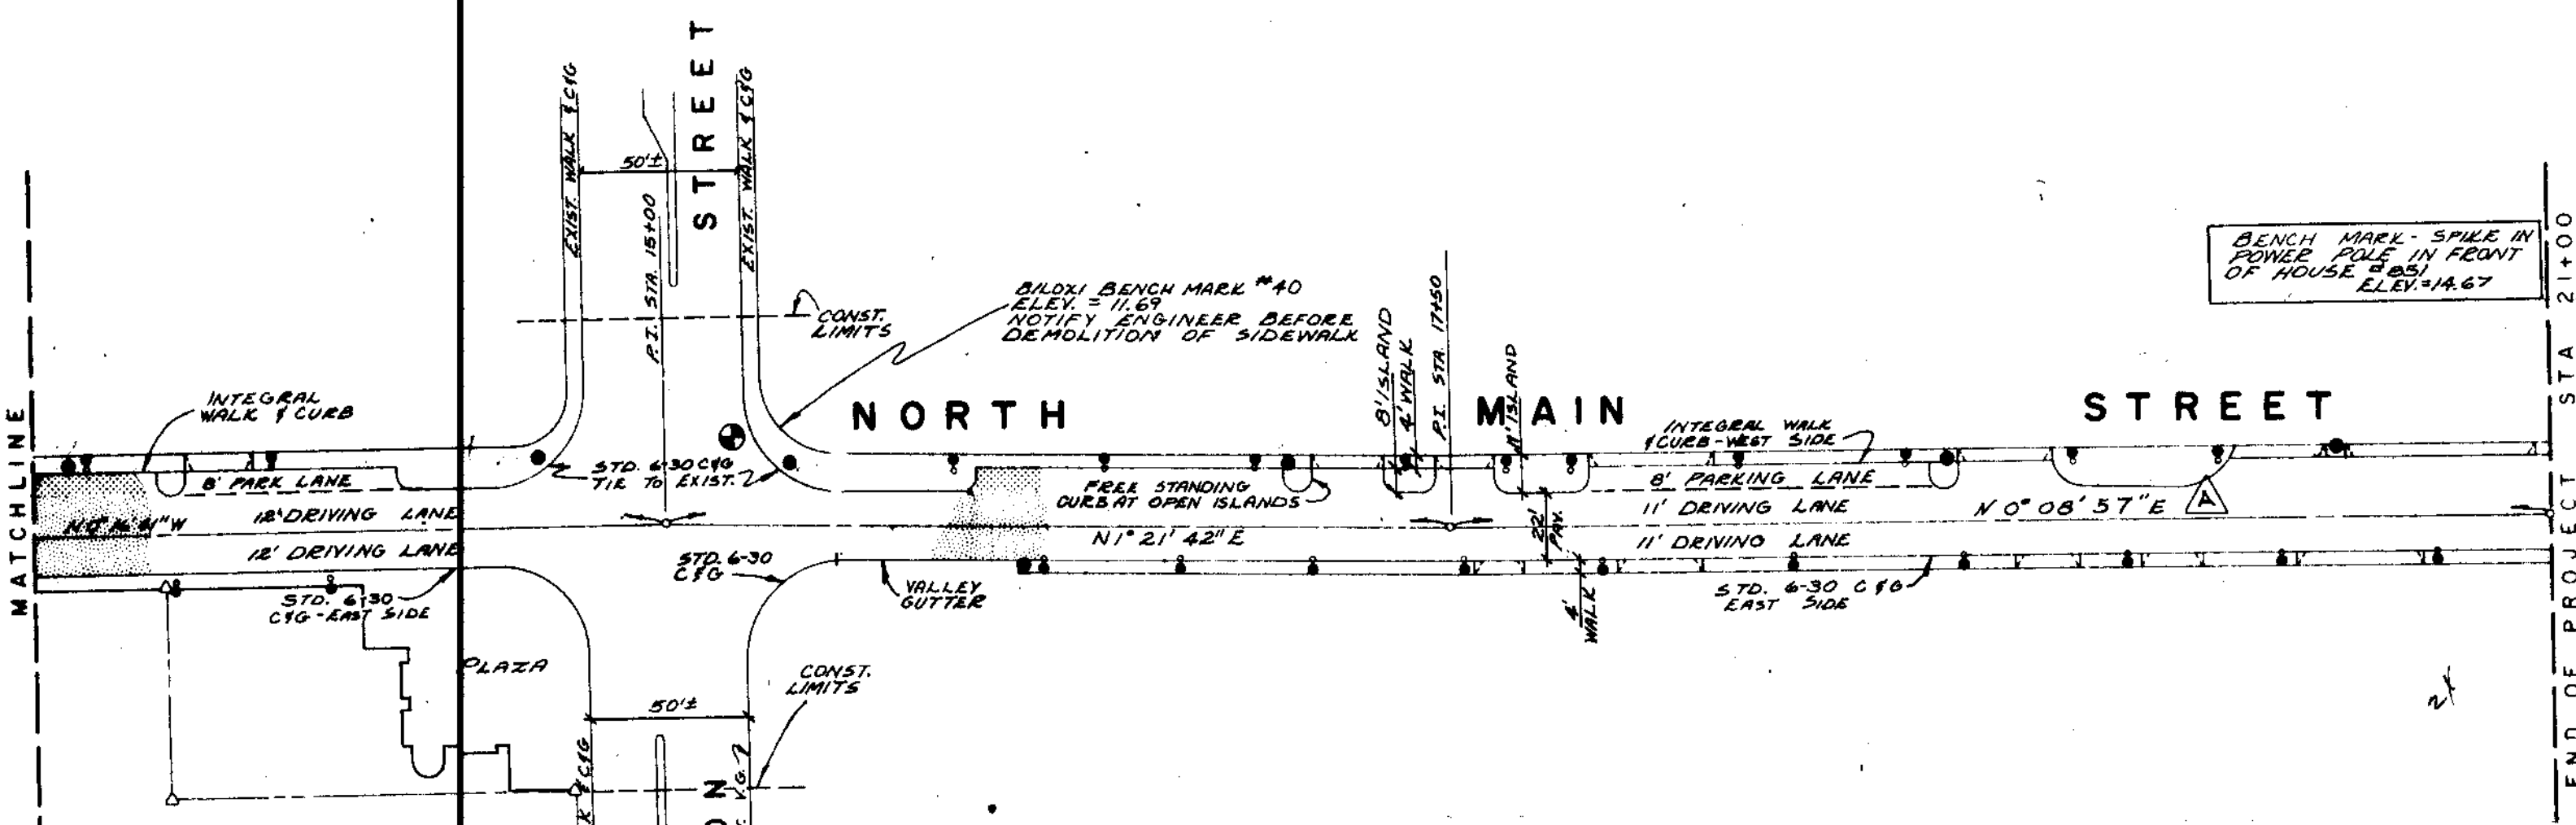 MATCHLINE
INTEGRAL
WALK & CURB
8' PARK LANE
12' DRIVING LANE
12' DRIVING LANE
STD. 6-30
C&G-EAST SIDE
PLAZA
EXIST. WALK & C&G
50'±
P.I. STA. 15+00
STREET
EXIST. WALK & C&G
CONST.
LIMITS
BILOXI BENCH MARK #40
ELEV. = 11.69
NOTIFY ENGINEER BEFORE
DEMOLITION OF SIDEWALK
STD. 6-30 C&G
TIE TO EXIST.
NORTH MAIN STREET
8' ISLAND
4' WALK
P.I. STA. 17+50
11' ISLAND
FREE STANDING
CURB AT OPEN ISLANDS
INTEGRAL WALK
& CURB-WEST SIDE
8' PARKING LANE
11' DRIVING LANE
11' DRIVING LANE
N 0° 08' 57" E
A
N 1° 21' 42" E
22'
PAV.
4'
WALK
STD. 6-30
C&G
VALLEY
GUTTER
STD. 6-30 C&G
EAST SIDE
CONST.
LIMITS
50'±
C&G
V.G.
ON
BENCH MARK - SPIKE IN
POWER POLE IN FRONT
OF HOUSE #851
ELEV.=14.67
END OF PROJECT STA 21+00